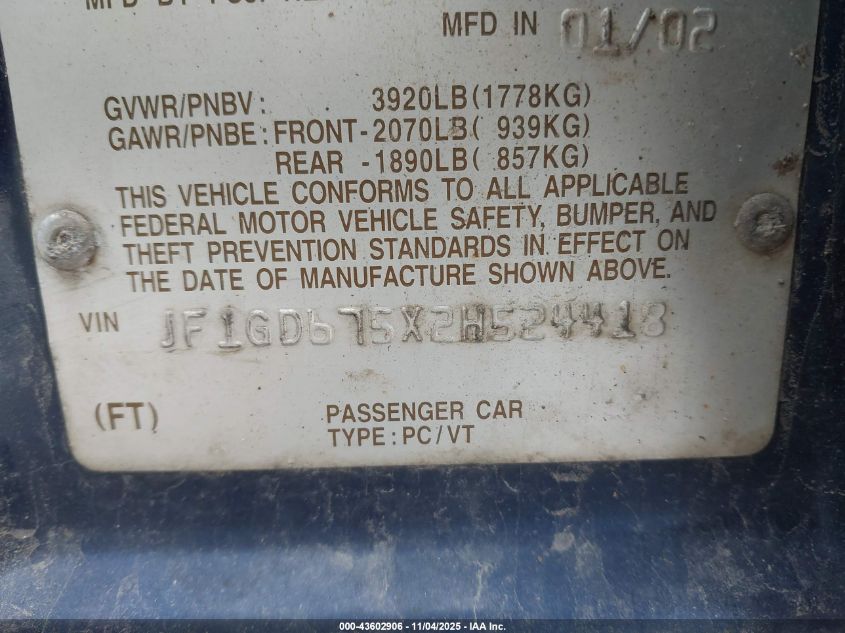 MFD IN 01/02
GVWR/PNBV: 3920LB(1778KG)
GAWR/PNBE: FRONT-2070LB( 939KG)
REAR -1890LB( 857KG)
THIS VEHICLE CONFORMS TO ALL APPLICABLE
FEDERAL MOTOR VEHICLE SAFETY, BUMPER, AND
THEFT PREVENTION STANDARDS IN EFFECT ON
THE DATE OF MANUFACTURE SHOWN ABOVE.
VIN JF1GD675X2H524418
(FT) PASSENGER CAR
TYPE:PC/VT
000-43602906 - 11/04/2025 - IAA Inc.